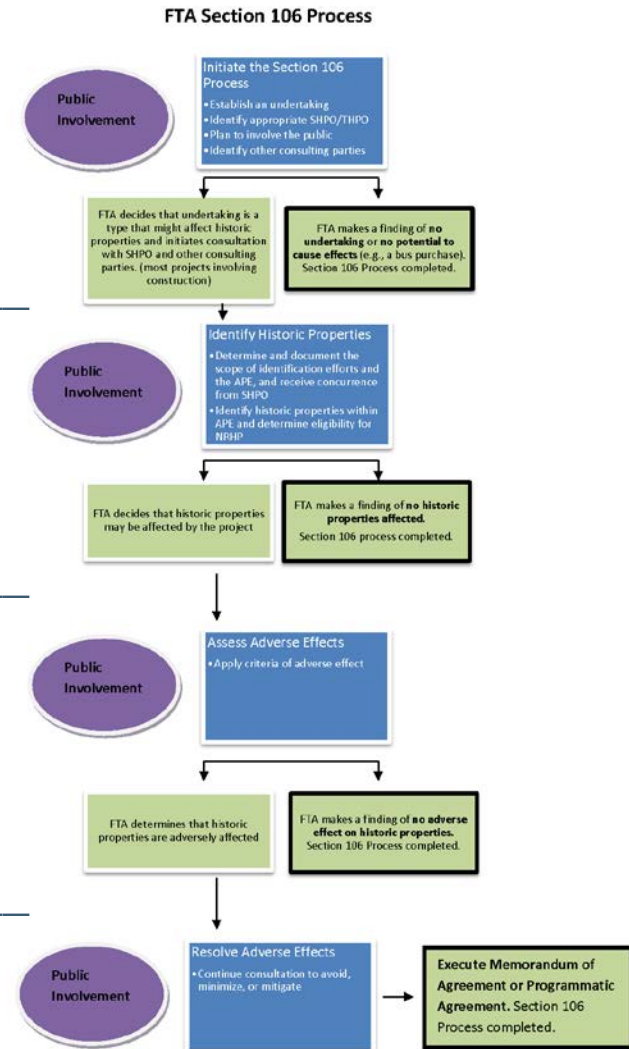 FTA Section 106 Process
Public
Involvement
Initiate the Section 106
Process
•Establish an undertaking
•Identify appropriate SHPO/THPO
•Plan to involve the public
•Identify other consulting parties
FTA decides that undertaking is a
type that might affect historic
properties and initiates consultation
with SHPO and other consulting
parties. (most projects involving
construction)
FTA makes a finding of no
undertaking or no potential to
cause effects (e.g., a bus purchase).
Section 106 Process completed.
Public
Involvement
Identify Historic Properties
•Determine and document the
scope of identification efforts and
the APE, and receive concurrence
from SHPO
•Identify historic properties within
APE and determine eligibility for
NRHP
FTA decides that historic properties
may be affected by the project
FTA makes a finding of no historic
properties affected.
Section 106 process completed.
Public
Involvement
Assess Adverse Effects
•Apply criteria of adverse effect
FTA determines that historic
properties are adversely affected
FTA makes a finding of no adverse
effect on historic properties.
Section 106 Process completed.
Public
Involvement
Resolve Adverse Effects
•Continue consultation to avoid,
minimize, or mitigate
Execute Memorandum of
Agreement or Programmatic
Agreement. Section 106
Process completed.